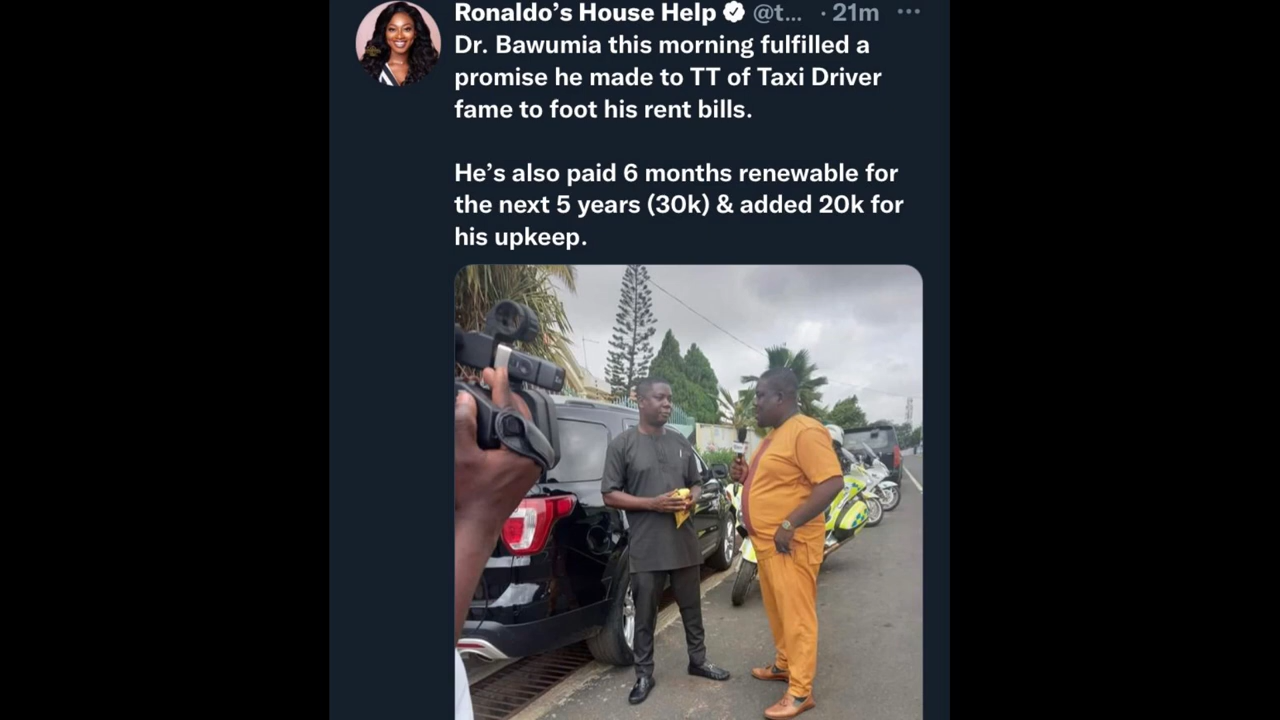 Ronaldo’s House Help @t... · 21m ...
Dr. Bawumia this morning fulfilled a
promise he made to TT of Taxi Driver
fame to foot his rent bills.
He’s also paid 6 months renewable for
the next 5 years (30k) & added 20k for
his upkeep.